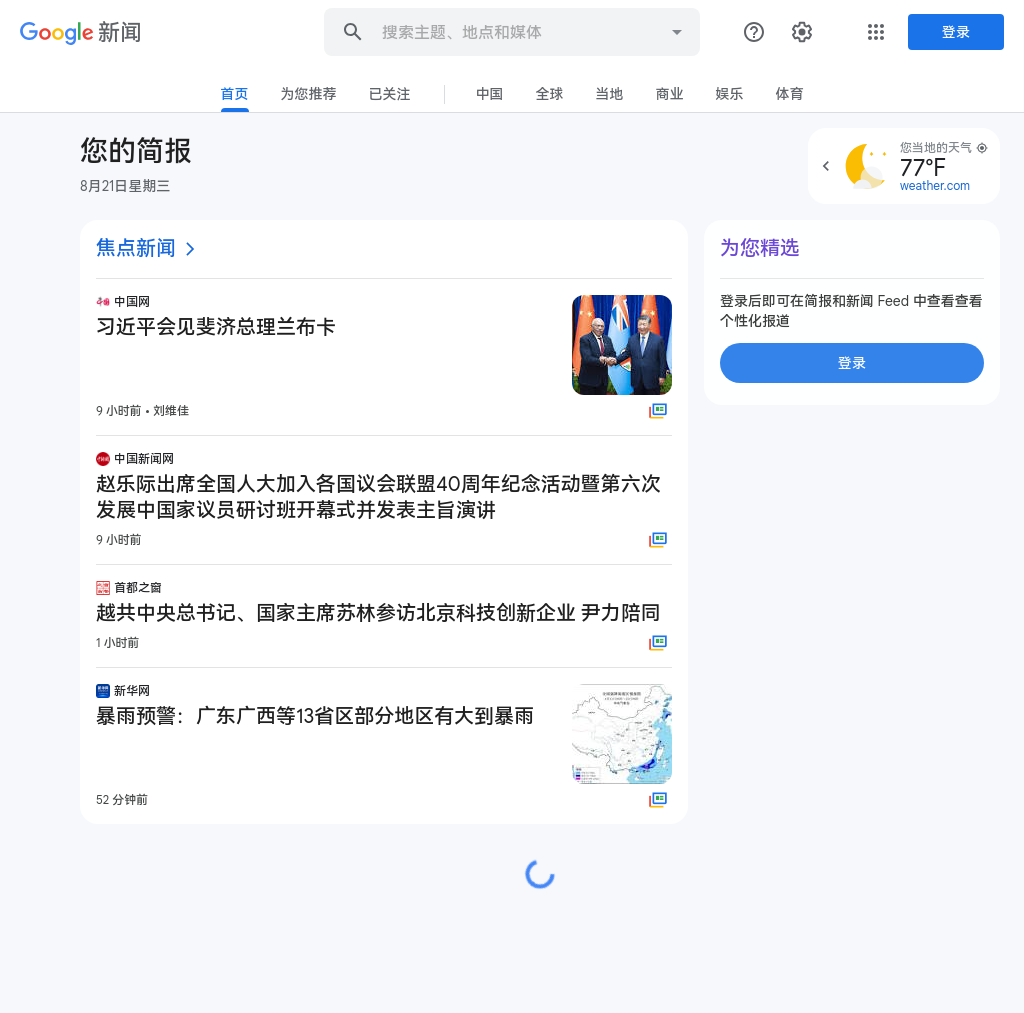 Google 新闻
搜索主题、地点和媒体
登录
首页
为您推荐
已关注
中国
全球
当地
商业
娱乐
体育
您的简报
8月21日星期三
您当地的天气
77°F
weather.com
焦点新闻
中国网
习近平会见斐济总理兰布卡
9 小时前 • 刘维佳
中国新闻网
赵乐际出席全国人大加入各国议会联盟40周年纪念活动暨第六次
发展中国家议员研讨班开幕式并发表主旨演讲
9 小时前
首都之窗
越共中央总书记、国家主席苏林参访北京科技创新企业 尹力陪同
1 小时前
新华网
暴雨预警：广东广西等13省区部分地区有大到暴雨
52 分钟前
为您精选
登录后即可在简报和新闻 Feed 中查看查看
个性化报道
登录